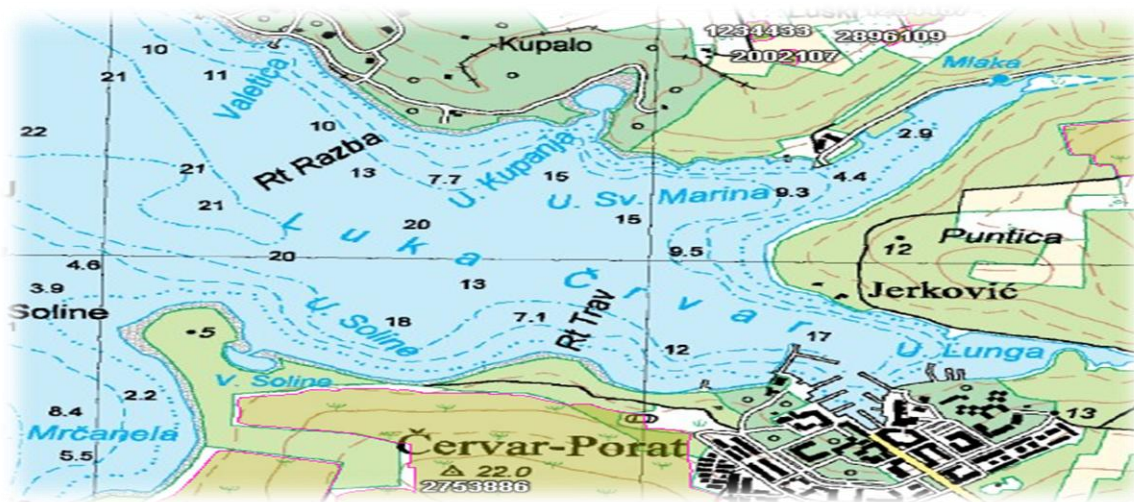 1234433
2896109
Kupalo
2002107
Mlaka
10
21
11
Valetića
22
10
Rt Razba
13
7.7
U. Kupanja
15
2.9
4.4
9.3
U. Sv. Marina
21
21
20
15
Luka Črvar
12
Puntica
9.5
20
4.6
3.9
13
Jerković
Soline
U. Soline
18
7.1
Rt Trav
5
17
12
U. Lunga
V. Soline
2.2
8.4
13
Mrčanela
5.5
Červar-Porat
22.0
2753886